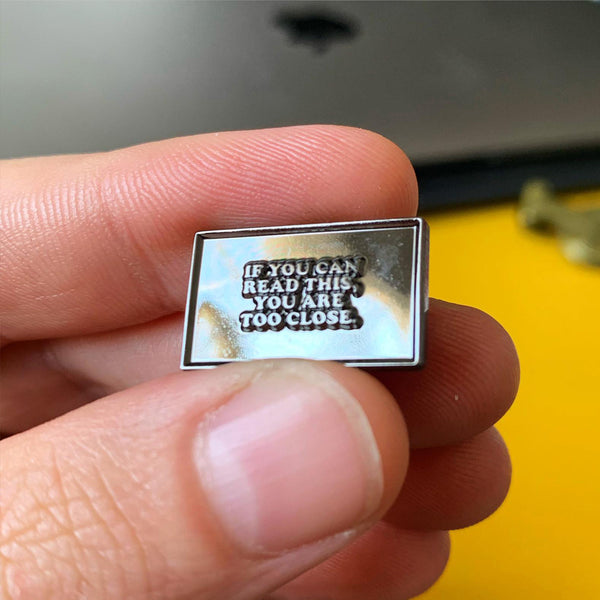 IF YOU CAN
READ THIS,
YOU ARE
TOO CLOSE.